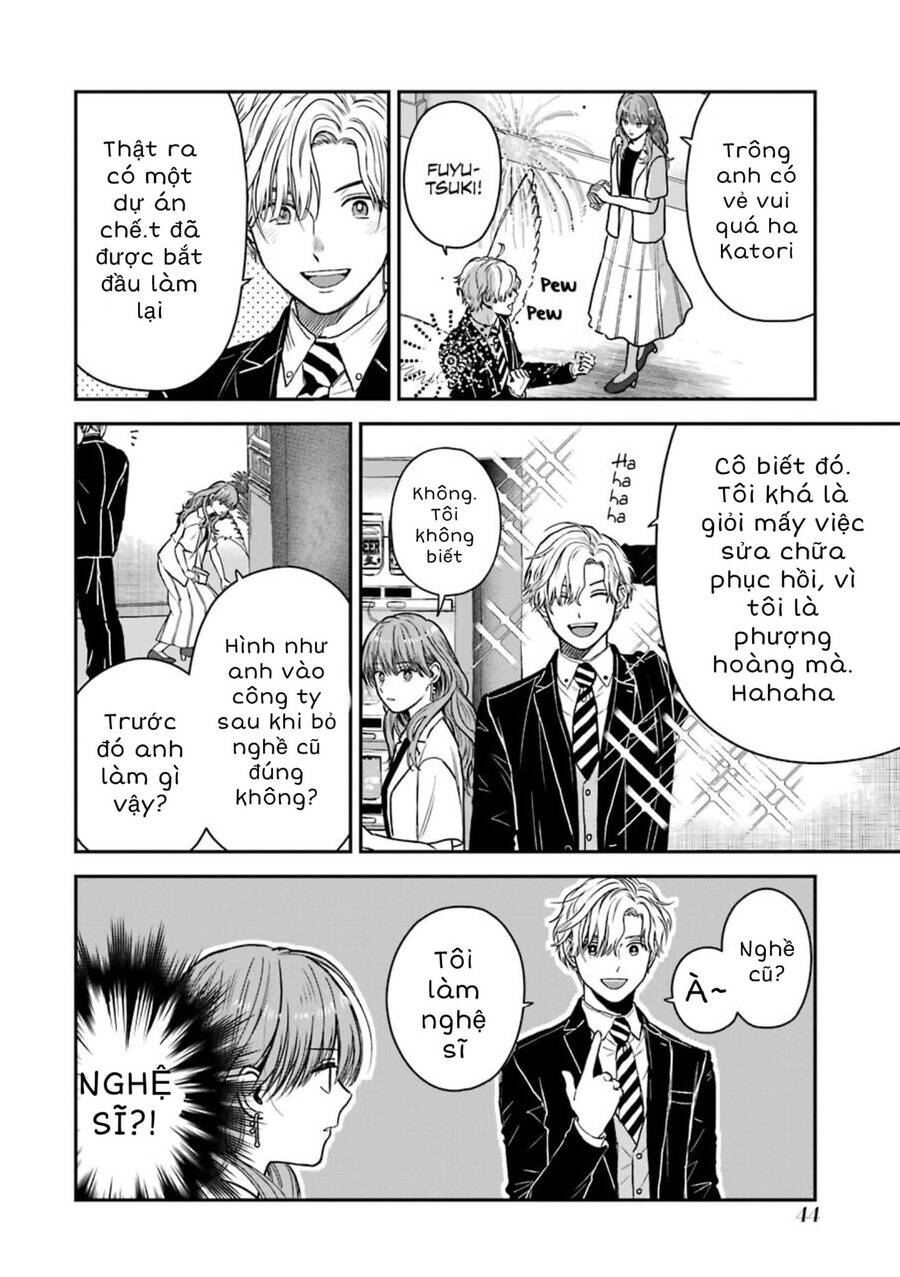 Trông
anh có
vẻ vui
quá ha
Katori
FUYU-
TSUKI!
Pew
Pew
Thật ra
có một
dự án
chế.t đã
được bắt
đầu làm
lại
Cô biết đó.
Tôi khá là
giỏi mấy việc
sửa chữa
phục hồi, vì
tôi là
phượng
hoàng mà.
Hahaha
Ha
ha
ha
ha
Không.
Tôi
không
biết
Hình như
anh vào
công ty
sau khi bỏ
nghề cũ
đúng
không?
Trước
đó anh
làm gì
vậy?
Nghề
cũ?
À~
Tôi
làm
nghệ
sĩ
NGHỆ
SĨ?!
44